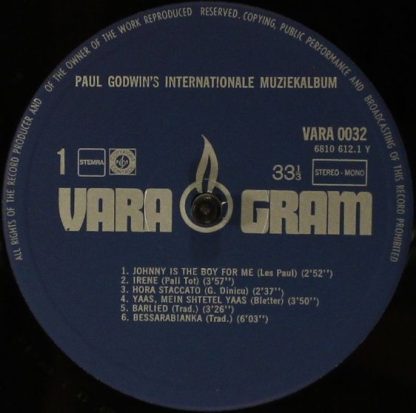 ALL RIGHTS OF THE RECORD PRODUCER AND OF THE OWNER OF THE WORK REPRODUCED RESERVED. COPYING, PUBLIC PERFORMANCE AND BROADCASTING OF THIS RECORD PROHIBITED
PAUL GODWIN'S INTERNATIONALE MUZIEKALBUM
VARA 0032
6810 612.1 Y
1 STEMRA 33⅓ STEREO-MONO
VARAGRAM
1. JOHNNY IS THE BOY FOR ME (Les Paul) (2'52'')
2. IRENE (Pali Tot) (3'57'')
3. HORA STACCATO (G. Dinicu) (2'37'')
4. YAAS, MEIN SHTETEL YAAS (Bletter) (3'50'')
5. BARLIED (Trad.) (3'26'')
6. BESSARABIANKA (Trad.) (6'03'')